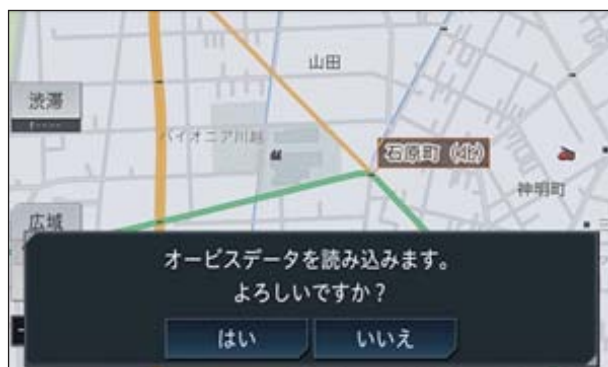 山田
渋滞
パイオニア川越
石原町(北)
神明町
広域
オービスデータを読み込みます。
よろしいですか?
はい
いいえ